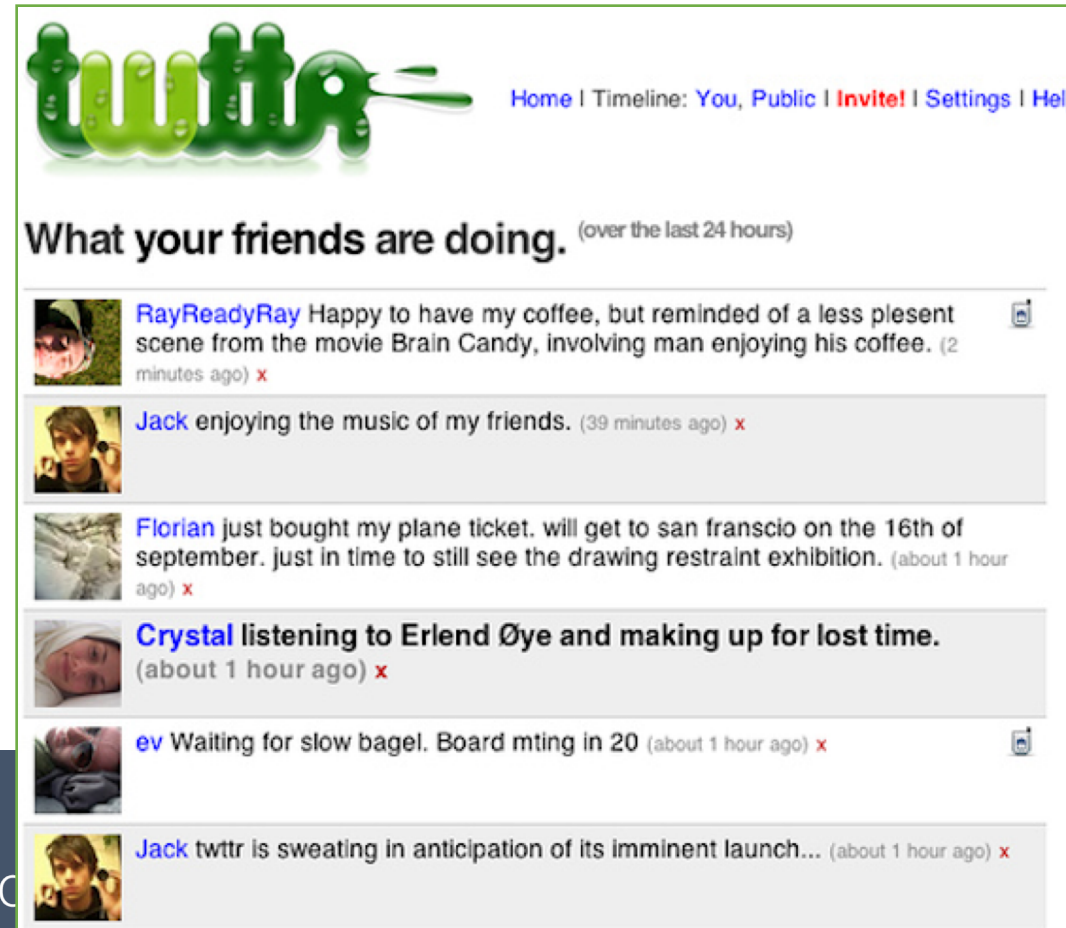 twttr
Home | Timeline: You, Public | Invite! | Settings | Hel
What your friends are doing. (over the last 24 hours)
RayReadyRay Happy to have my coffee, but reminded of a less plesent
scene from the movie Brain Candy, involving man enjoying his coffee. (2
minutes ago) x
Jack enjoying the music of my friends. (39 minutes ago) x
Florian just bought my plane ticket. will get to san franscio on the 16th of
september. just in time to still see the drawing restraint exhibition. (about 1 hour
ago) x
Crystal listening to Erlend Øye and making up for lost time.
(about 1 hour ago) x
ev Waiting for slow bagel. Board mting in 20 (about 1 hour ago) x
Jack twttr is sweating in anticipation of its imminent launch... (about 1 hour ago) x